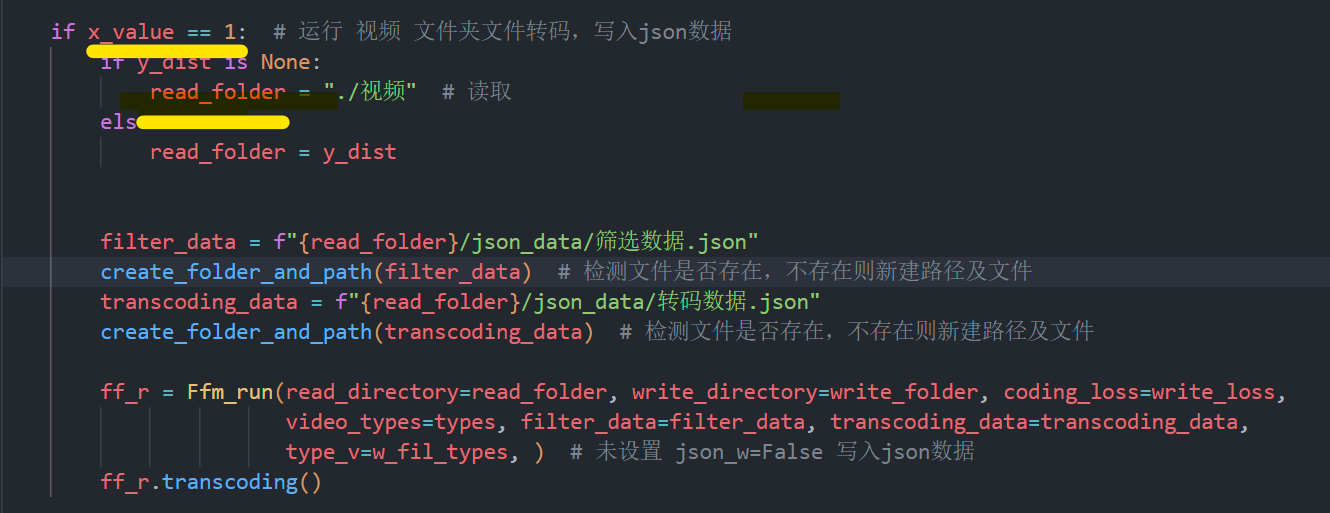 if x_value == 1:  # 运行 视频 文件夹文件转码，写入json数据
if y_dist is None:
read_folder = "./视频"  # 读取
els
read_folder = y_dist
filter_data = f"{read_folder}/json_data/筛选数据.json"
create_folder_and_path(filter_data)  # 检测文件是否存在，不存在则新建路径及文件
transcoding_data = f"{read_folder}/json_data/转码数据.json"
create_folder_and_path(transcoding_data)  # 检测文件是否存在，不存在则新建路径及文件
ff_r = Ffm_run(read_directory=read_folder, write_directory=write_folder, coding_loss=write_loss,
video_types=types, filter_data=filter_data, transcoding_data=transcoding_data,
type_v=w_fil_types, )  # 未设置 json_w=False 写入json数据
ff_r.transcoding()